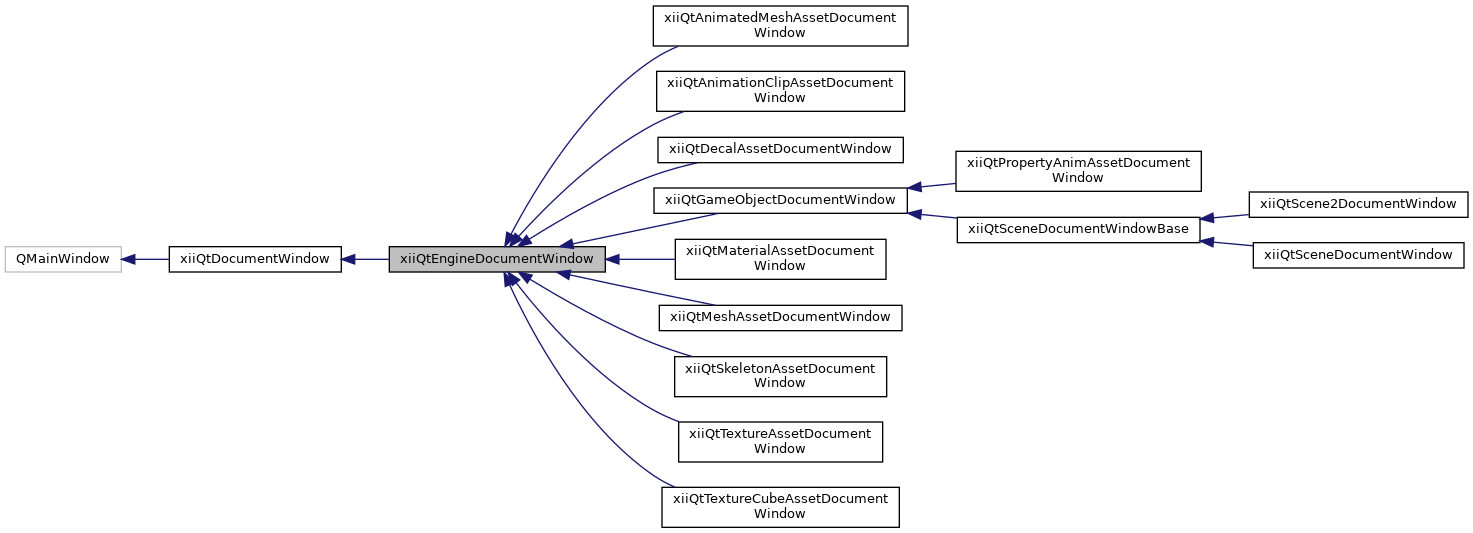 xiiQtAnimatedMeshAssetDocument
Window
xiiQtAnimationClipAssetDocument
Window
xiiQtDecalAssetDocumentWindow
xiiQtPropertyAnimAssetDocument
Window
xiiQtGameObjectDocumentWindow
xiiQtScene2DocumentWindow
xiiQtSceneDocumentWindowBase
xiiQtSceneDocumentWindow
QMainWindow
xiiQtDocumentWindow
xiiQtEngineDocumentWindow
xiiQtMaterialAssetDocument
Window
xiiQtMeshAssetDocumentWindow
xiiQtSkeletonAssetDocument
Window
xiiQtTextureAssetDocument
Window
xiiQtTextureCubeAssetDocument
Window